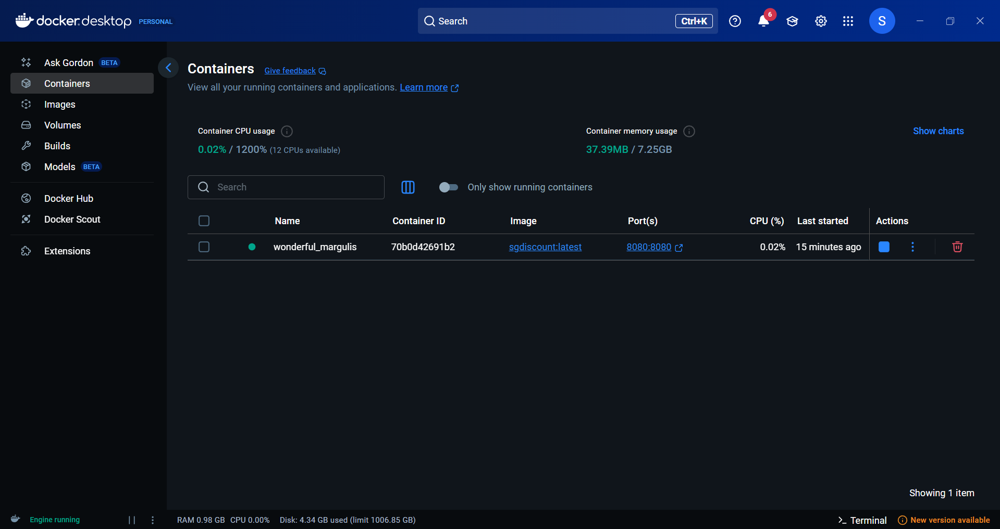 docker.desktop PERSONAL
Search Ctrl+K
6
S
Ask Gordon BETA
Containers
Images
Volumes
Builds
Models BETA
Docker Hub
Docker Scout
Extensions
Containers Give feedback
View all your running containers and applications. Learn more
Container CPU usage
0.02% / 1200% (12 CPUs available)
Container memory usage
37.39MB / 7.25GB
Show charts
Search
Only show running containers
Name Container ID Image Port(s) CPU (%) Last started Actions
wonderful_margulis 70b0d42691b2 sgdiscount:latest 8080:8080 0.02% 15 minutes ago
Showing 1 item
Engine running
RAM 0.98 GB CPU 0.00% Disk: 4.34 GB used (limit 1006.85 GB)
Terminal
New version available